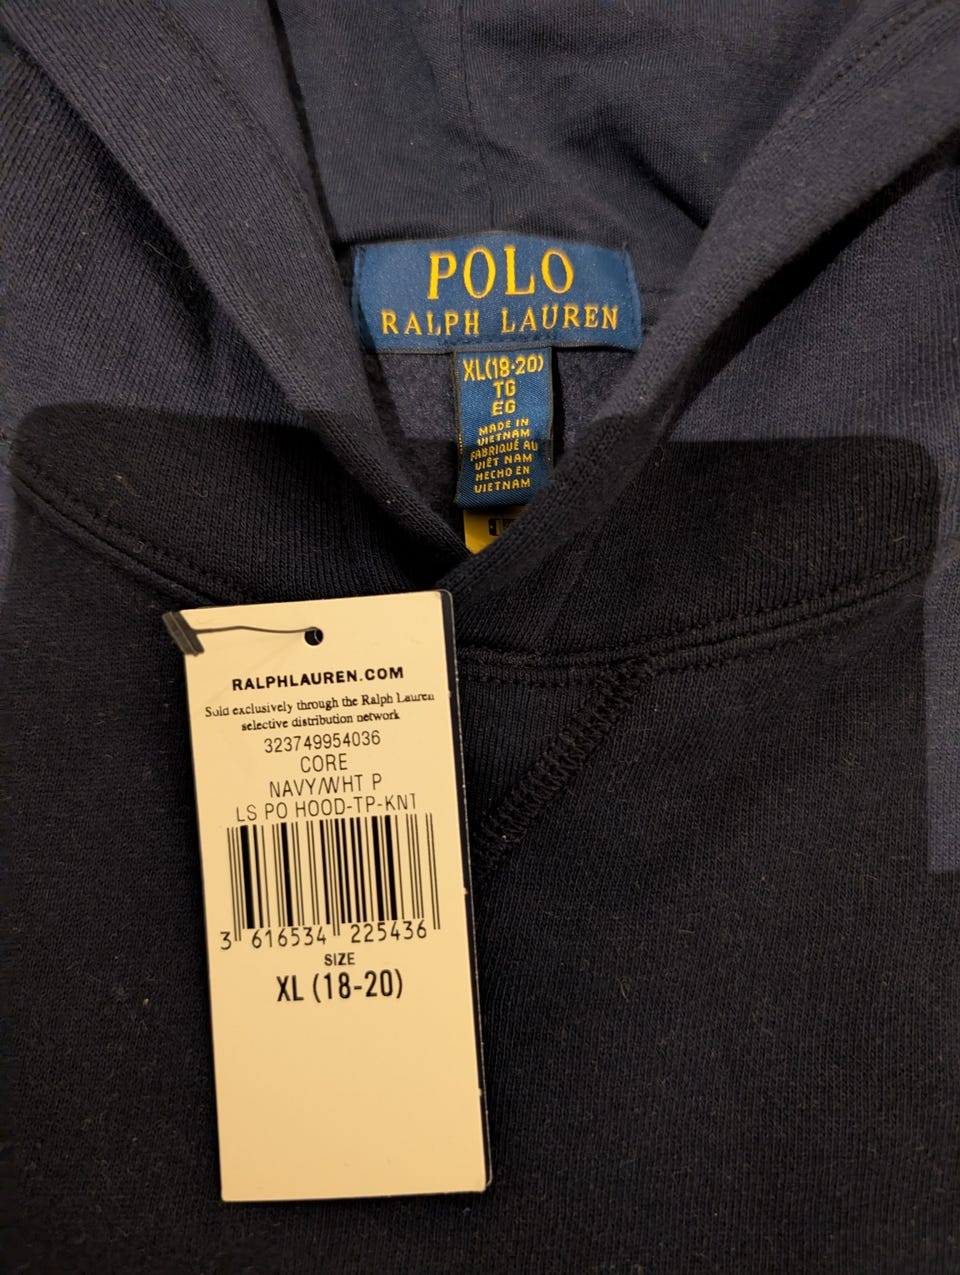 POLO
RALPH LAUREN
XL(18-20)
TG
EG
MADE IN
VIETNAM
FABRIQUÉ AU
VIÊT NAM
HECHO EN
VIETNAM
RALPHLAUREN.COM
Sold exclusively through the Ralph Lauren
selective distribution network
323749954036
CORE
NAVY/WHT P
LS PO HOOD-TP-KNT
3 616534 225436
SIZE
XL (18-20)